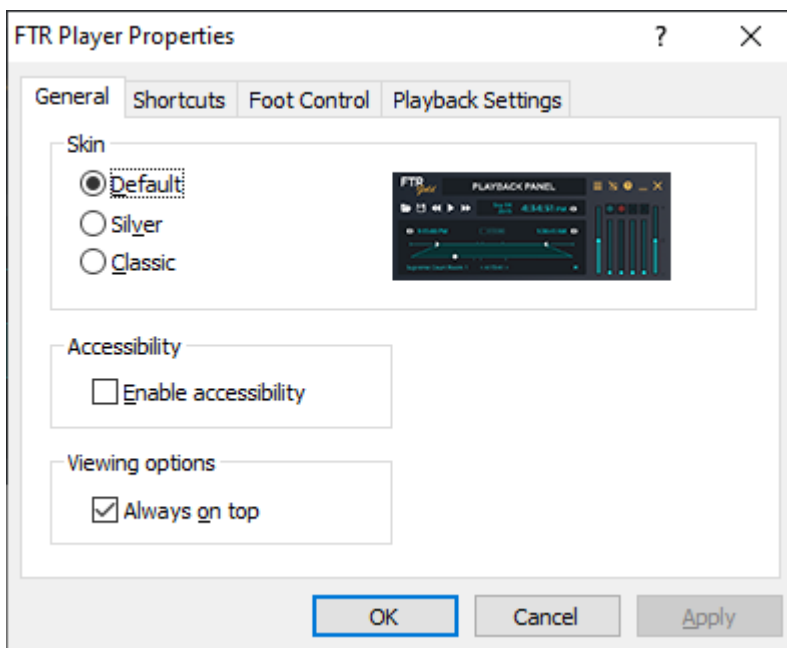 FTR Player Properties
?
General
Shortcuts
Foot Control
Playback Settings
Skin
Default
FTR Gold
PLAYBACK PANEL
Silver
Classic
Accessibility
Enable accessibility
Viewing options
Always on top
OK
Cancel
Apply